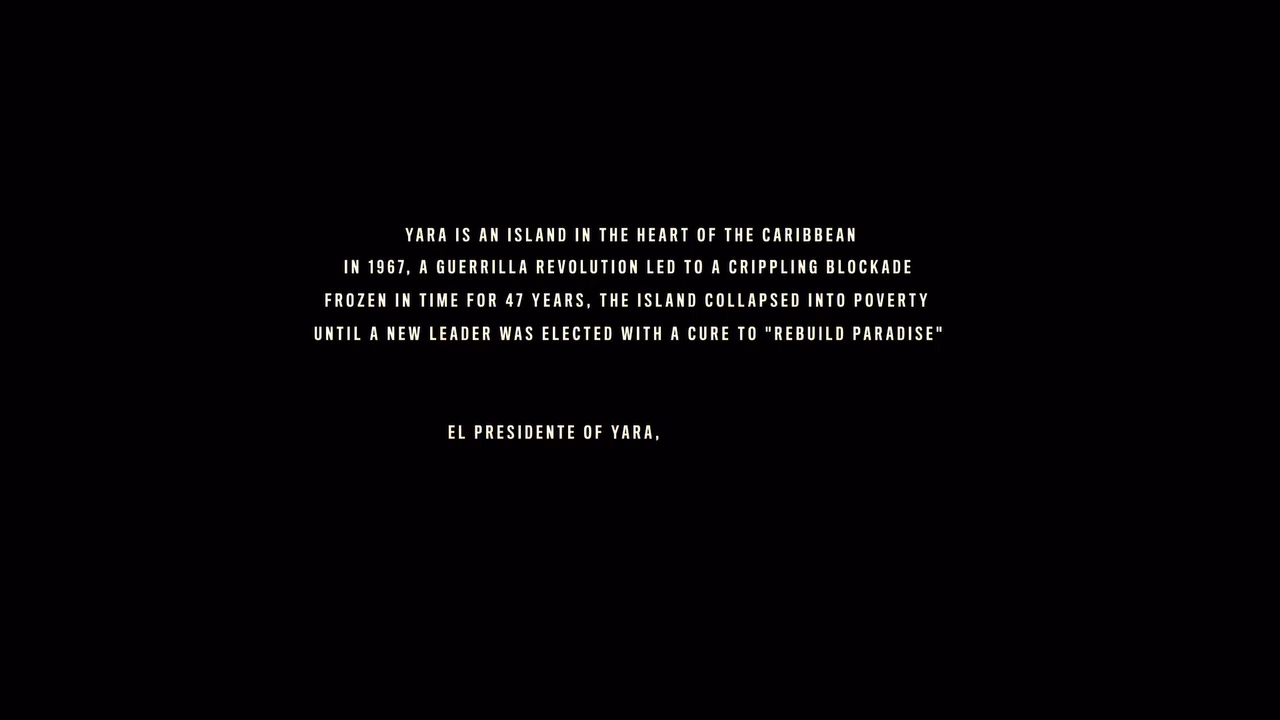 YARA IS AN ISLAND IN THE HEART OF THE CARIBBEAN
IN 1967, A GUERRILLA REVOLUTION LED TO A CRIPPLING BLOCKADE
FROZEN IN TIME FOR 47 YEARS, THE ISLAND COLLAPSED INTO POVERTY
UNTIL A NEW LEADER WAS ELECTED WITH A CURE TO "REBUILD PARADISE"
EL PRESIDENTE OF YARA,